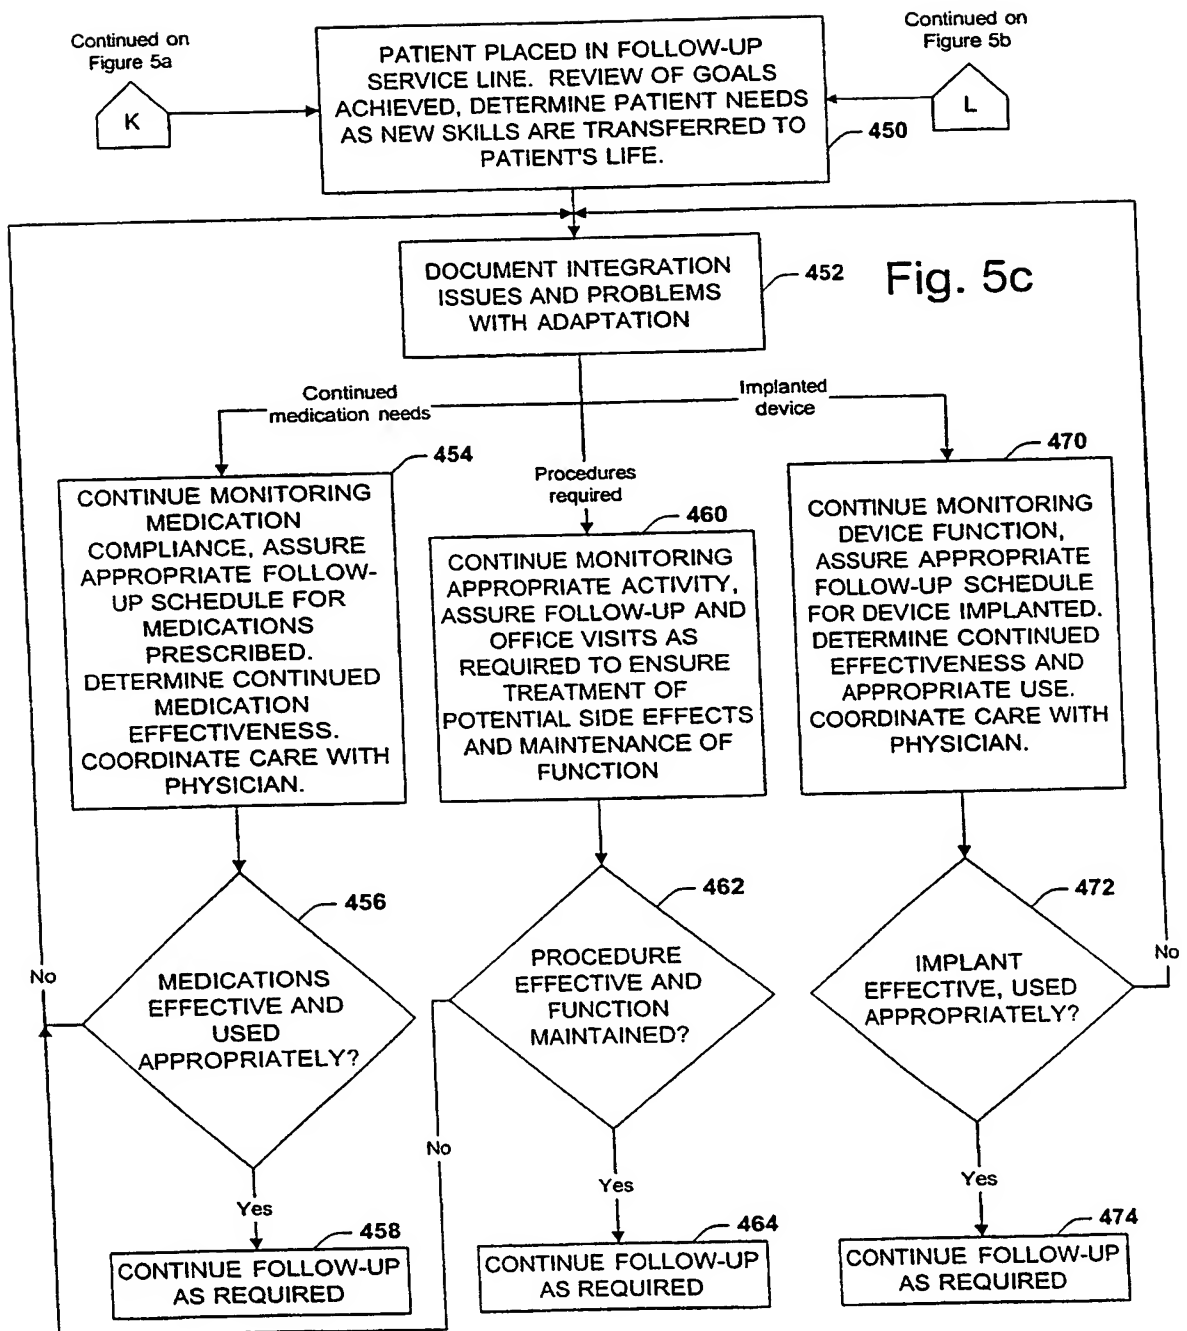 Continued on
Figure 5a
K
PATIENT PLACED IN FOLLOW-UP
SERVICE LINE. REVIEW OF GOALS
ACHIEVED, DETERMINE PATIENT NEEDS
AS NEW SKILLS ARE TRANSFERRED TO
PATIENT'S LIFE.
450
Continued on
Figure 5b
L
DOCUMENT INTEGRATION
ISSUES AND PROBLEMS
WITH ADAPTATION
452
Fig. 5c
Continued
medication needs
Procedures
required
Implanted
device
454
CONTINUE MONITORING
MEDICATION
COMPLIANCE, ASSURE
APPROPRIATE FOLLOW-
UP SCHEDULE FOR
MEDICATIONS
PRESCRIBED.
DETERMINE CONTINUED
MEDICATION
EFFECTIVENESS.
COORDINATE CARE WITH
PHYSICIAN.
460
CONTINUE MONITORING
APPROPRIATE ACTIVITY,
ASSURE FOLLOW-UP AND
OFFICE VISITS AS
REQUIRED TO ENSURE
TREATMENT OF
POTENTIAL SIDE EFFECTS
AND MAINTENANCE OF
FUNCTION
470
CONTINUE MONITORING
DEVICE FUNCTION,
ASSURE APPROPRIATE
FOLLOW-UP SCHEDULE
FOR DEVICE IMPLANTED.
DETERMINE CONTINUED
EFFECTIVENESS AND
APPROPRIATE USE.
COORDINATE CARE WITH
PHYSICIAN.
456
MEDICATIONS
EFFECTIVE AND
USED
APPROPRIATELY?
No
Yes
458
CONTINUE FOLLOW-UP
AS REQUIRED
462
PROCEDURE
EFFECTIVE AND
FUNCTION
MAINTAINED?
No
Yes
464
CONTINUE FOLLOW-UP
AS REQUIRED
472
IMPLANT
EFFECTIVE, USED
APPROPRIATELY?
No
Yes
474
CONTINUE FOLLOW-UP
AS REQUIRED